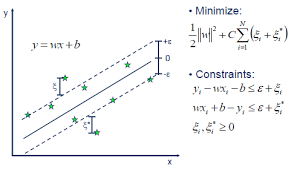 y
y = wx + b
+ε
0
-ε
ξ
ξ*
x
• Minimize:
1/2 ||w||² + C ∑_{i=1}^{N} (ξ_i + ξ_i^*)
• Constraints:
y_i − wx_i − b ≤ ε + ξ_i
wx_i + b − y_i ≤ ε + ξ_i^*
ξ_i, ξ_i^* ≥ 0